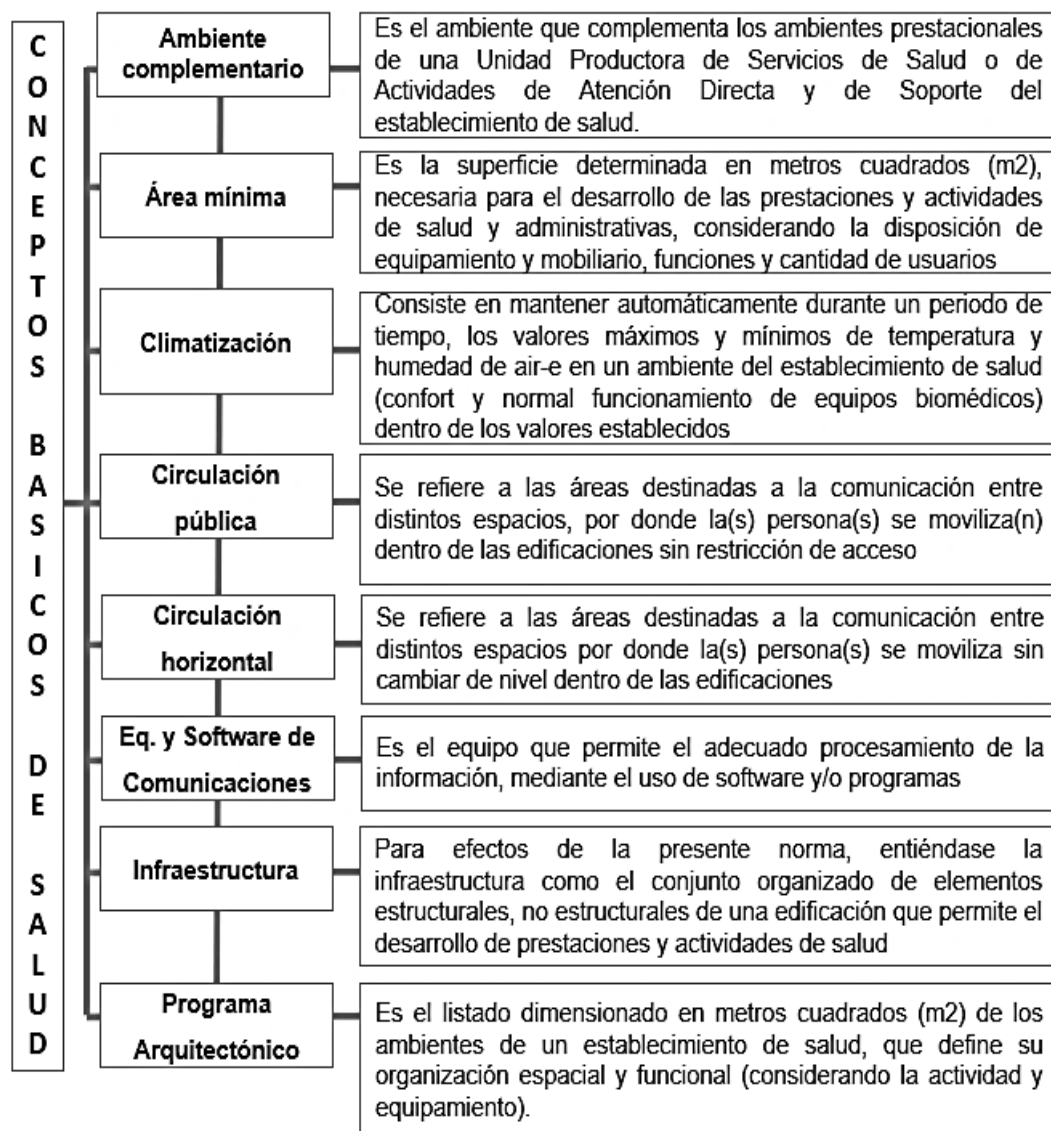 CONCEPTOS BASICOS DE SALUD
Ambiente
complementario
Es el ambiente que complementa los ambientes prestacionales
de una Unidad Productora de Servicios de Salud o de
Actividades de Atención Directa y de Soporte del
establecimiento de salud.
Área mínima
Es la superficie determinada en metros cuadrados (m2),
necesaria para el desarrollo de las prestaciones y actividades
de salud y administrativas, considerando la disposición de
equipamiento y mobiliario, funciones y cantidad de usuarios
Climatización
Consiste en mantener automáticamente durante un periodo de
tiempo, los valores máximos y mínimos de temperatura y
humedad de air-e en un ambiente del establecimiento de salud
(confort y normal funcionamiento de equipos biomédicos)
dentro de los valores establecidos
Circulación
pública
Se refiere a las áreas destinadas a la comunicación entre
distintos espacios, por donde la(s) persona(s) se moviliza(n)
dentro de las edificaciones sin restricción de acceso
Circulación
horizontal
Se refiere a las áreas destinadas a la comunicación entre
distintos espacios por donde la(s) persona(s) se moviliza sin
cambiar de nivel dentro de las edificaciones
Eq. y Software de
Comunicaciones
Es el equipo que permite el adecuado procesamiento de la
información, mediante el uso de software y/o programas
Infraestructura
Para efectos de la presente norma, entiéndase la
infraestructura como el conjunto organizado de elementos
estructurales, no estructurales de una edificación que permite el
desarrollo de prestaciones y actividades de salud
Programa
Arquitectónico
Es el listado dimensionado en metros cuadrados (m2) de los
ambientes de un establecimiento de salud, que define su
organización espacial y funcional (considerando la actividad y
equipamiento).